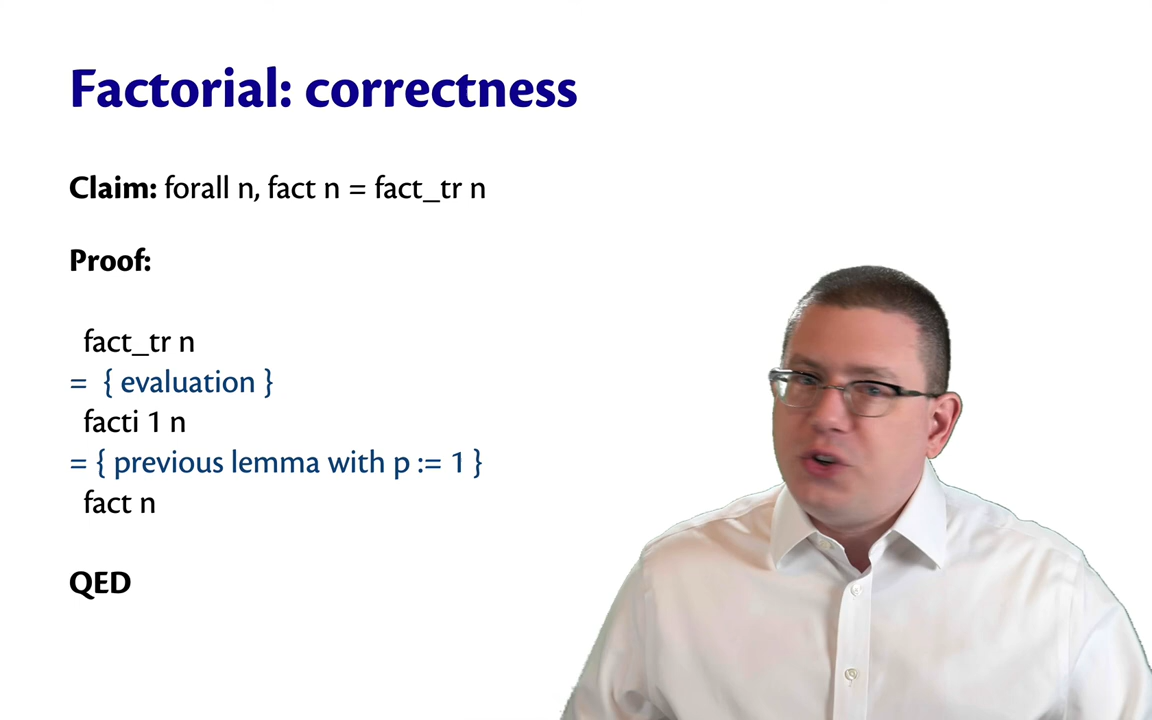 Factorial: correctness
Claim: forall n, fact n = fact_tr n
Proof:
fact_tr n
= { evaluation }
facti 1 n
= { previous lemma with p := 1 }
fact n
QED